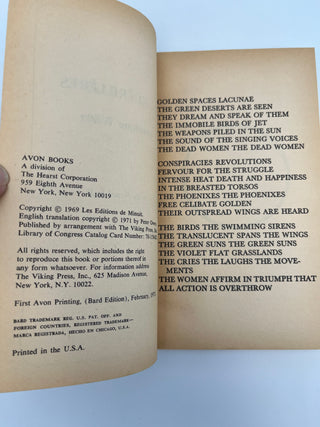 AVON BOOKS
A division of
The Hearst Corporation
959 Eighth Avenue
New York, New York 10019
Copyright © 1969 Les Editions de Minuit.
English translation copyright © 1971 by Peter
Published by arrangement with The Viking Press,
Library of Congress Catalog Card Number:
All rights reserved, which includes the right
to reproduce this book or portions thereof in
any form whatsoever. For information address
The Viking Press, Inc., 625 Madison Avenue,
New York, N.Y. 10022.
First Avon Printing, (Bard Edition), February,
BARD TRADEMARK REG. U.S. PAT. OFF. AND
FOREIGN COUNTRIES, REGISTERED TRADEMARK—
MARCA REGISTRADA, HECHO EN CHICAGO, U.S.A.
Printed in the U.S.A.
GOLDEN SPACES LACUNAE
THE GREEN DESERTS ARE SEEN
THEY DREAM AND SPEAK OF THEM
THE IMMOBILE BIRDS OF JET
THE WEAPONS PILED IN THE SUN
THE SOUND OF THE SINGING VOICES
THE DEAD WOMEN THE DEAD WOMEN
CONSPIRACIES REVOLUTIONS
FERVOUR FOR THE STRUGGLE
INTENSE HEAT DEATH AND HAPPINESS
IN THE BREASTED TORSOS
THE PHOENIXES THE PHOENIXES
FREE CELIBATE GOLDEN
THEIR OUTSPREAD WINGS ARE HEARD
THE BIRDS THE SWIMMING SIRENS
THE TRANSLUCENT SPANS THE WINGS
THE GREEN SUNS THE GREEN SUNS
THE VIOLET FLAT GRASSLANDS
THE CRIES THE LAUGHS THE MOVE-
MENTS
THE WOMEN AFFIRM IN TRIUMPH THAT
ALL ACTION IS OVERTHROW